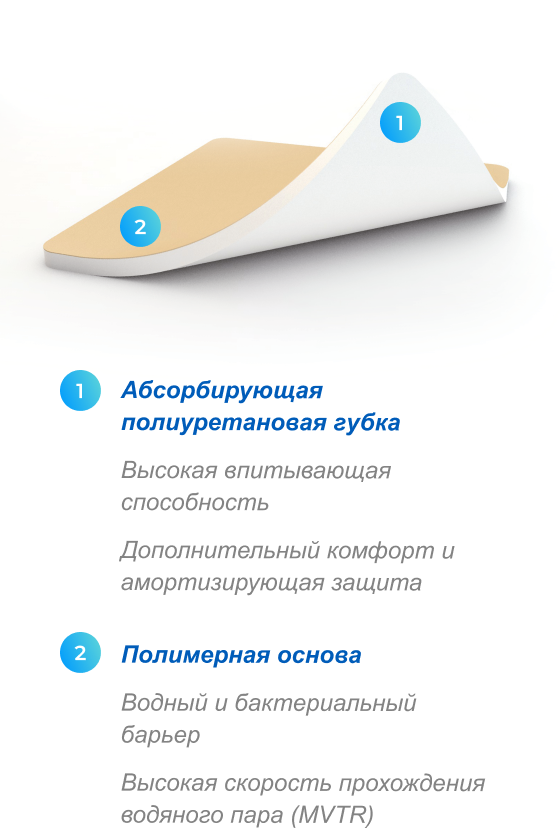 1
2
1
Абсорбирующая
полиуретановая губка
Высокая впитывающая
способность
Дополнительный комфорт и
амортизирующая защита
2
Полимерная основа
Водный и бактериальный
барьер
Высокая скорость прохождения
водяного пара (MVTR)